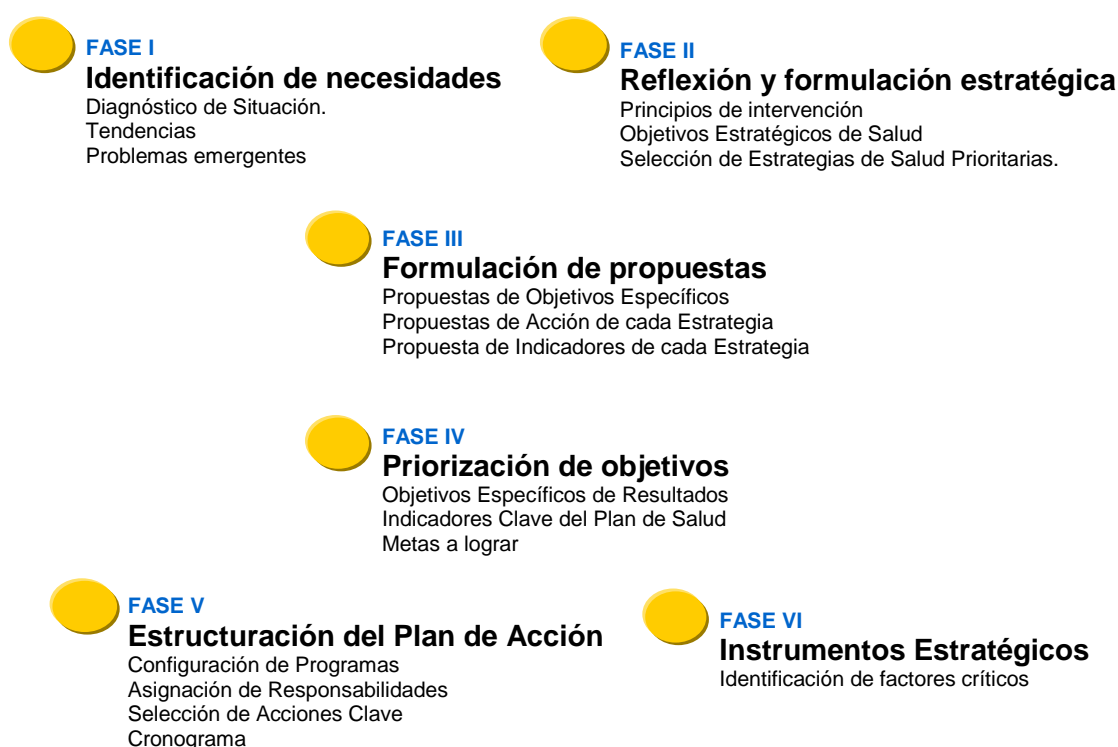 FASE I
Identificación de necesidades
Diagnóstico de Situación.
Tendencias
Problemas emergentes
FASE II
Reflexión y formulación estratégica
Principios de intervención
Objetivos Estratégicos de Salud
Selección de Estrategias de Salud Prioritarias.
FASE III
Formulación de propuestas
Propuestas de Objetivos Específicos
Propuestas de Acción de cada Estrategia
Propuesta de Indicadores de cada Estrategia
FASE IV
Priorización de objetivos
Objetivos Específicos de Resultados
Indicadores Clave del Plan de Salud
Metas a lograr
FASE V
Estructuración del Plan de Acción
Configuración de Programas
Asignación de Responsabilidades
Selección de Acciones Clave
Cronograma
FASE VI
Instrumentos Estratégicos
Identificación de factores críticos